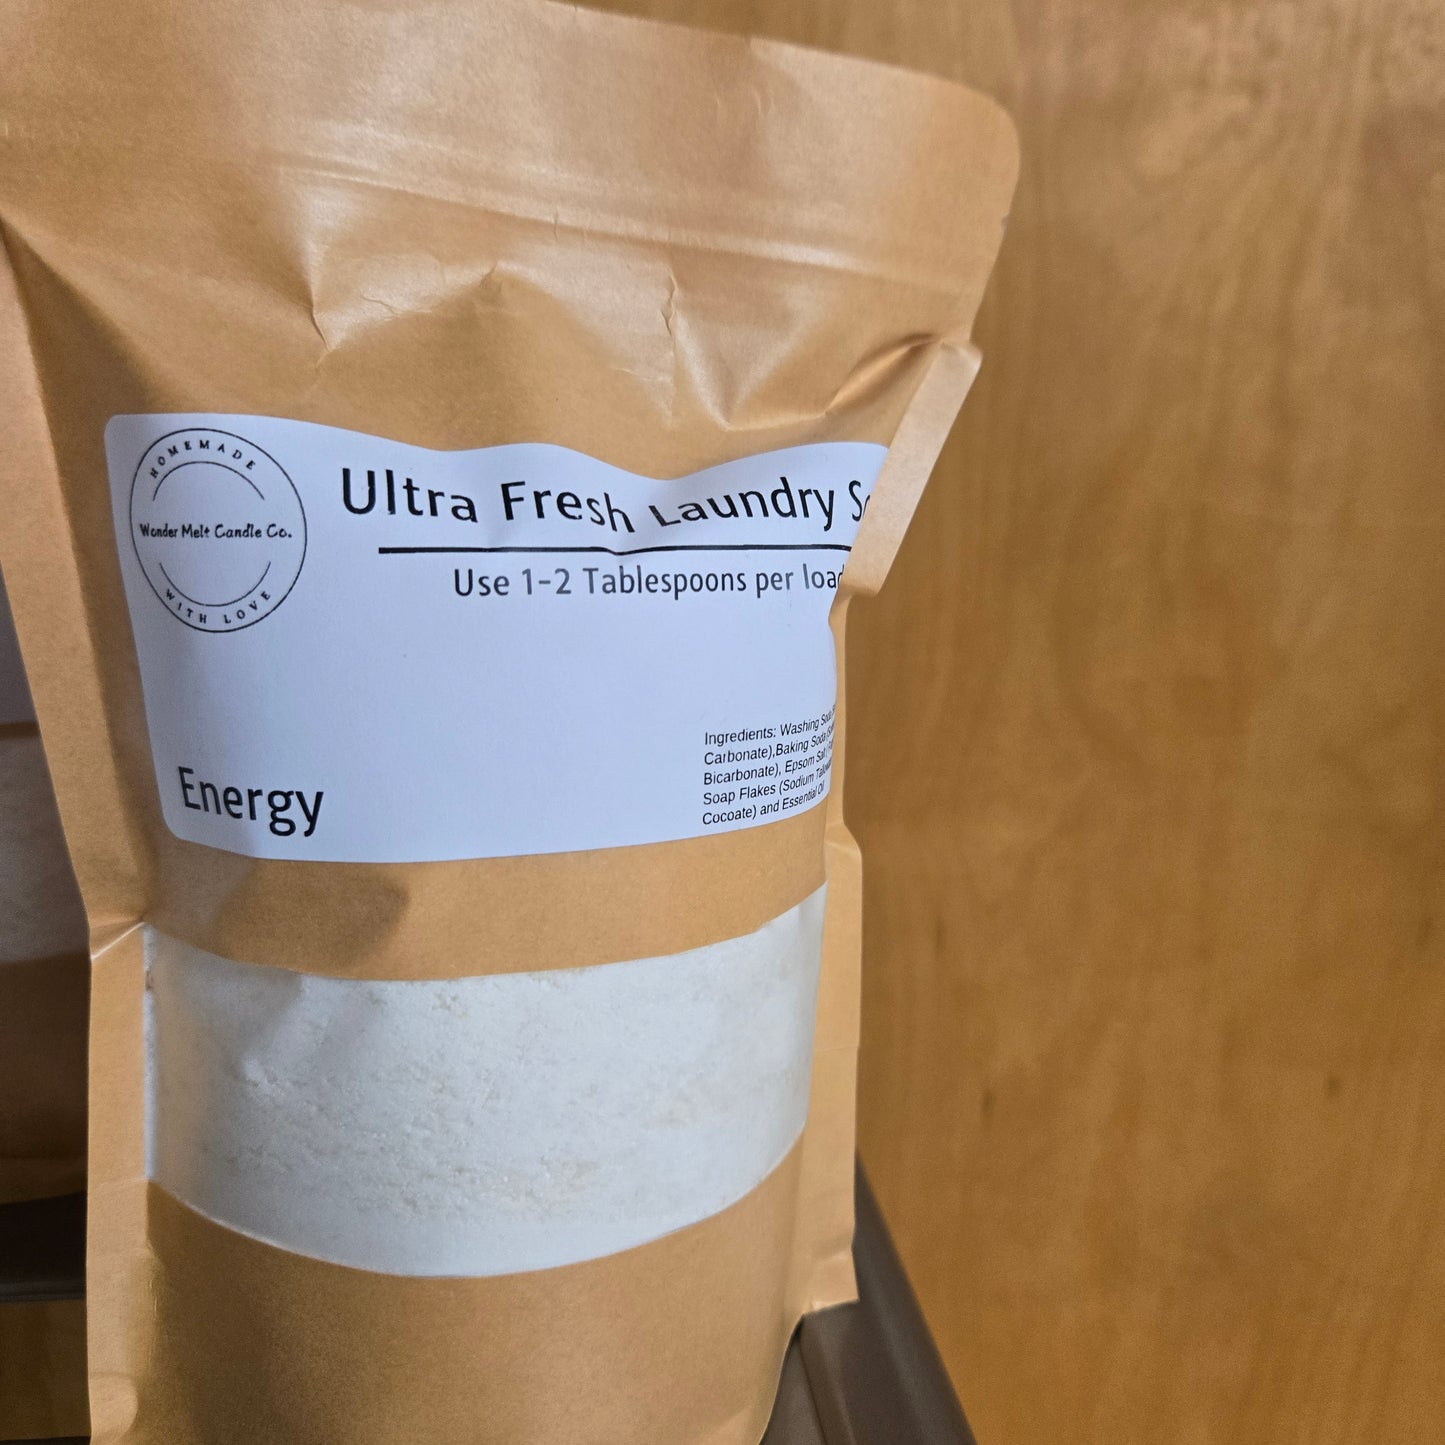 HOMEMADE
Wonder Melt Candle Co.
WITH LOVE
Ultra Fresh Laundry
Use 1-2 Tablespoons per load
Energy
Ingredients: Washing
Carbonate),Baking Soda
Bicarbonate), Epsom Salt
Soap Flakes (Sodium
Cocoate) and Essential Oil